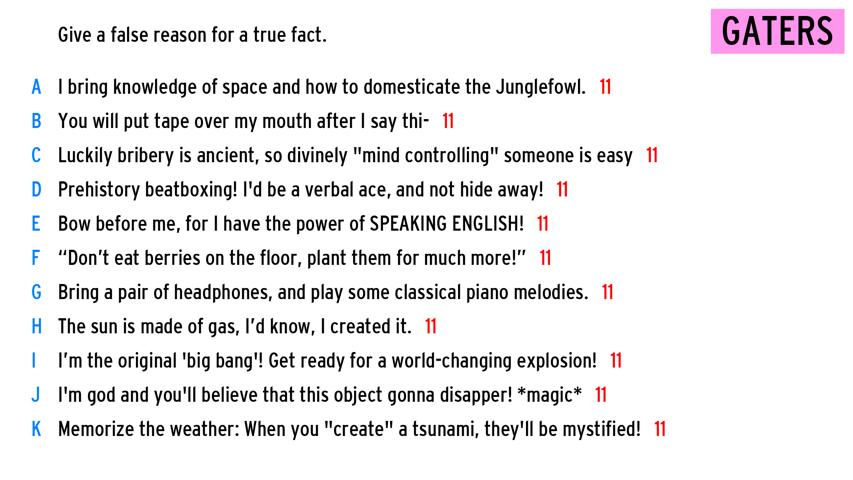 Give a false reason for a true fact.
GATERS
A I bring knowledge of space and how to domesticate the Junglefowl. 11
B You will put tape over my mouth after I say thi- 11
C Luckily bribery is ancient, so divinely "mind controlling" someone is easy 11
D Prehistory beatboxing! I'd be a verbal ace, and not hide away! 11
E Bow before me, for I have the power of SPEAKING ENGLISH! 11
F “Don’t eat berries on the floor, plant them for much more!” 11
G Bring a pair of headphones, and play some classical piano melodies. 11
H The sun is made of gas, I’d know, I created it. 11
I I’m the original 'big bang'! Get ready for a world-changing explosion! 11
J I'm god and you'll believe that this object gonna disapper! *magic* 11
K Memorize the weather: When you "create" a tsunami, they'll be mystified! 11